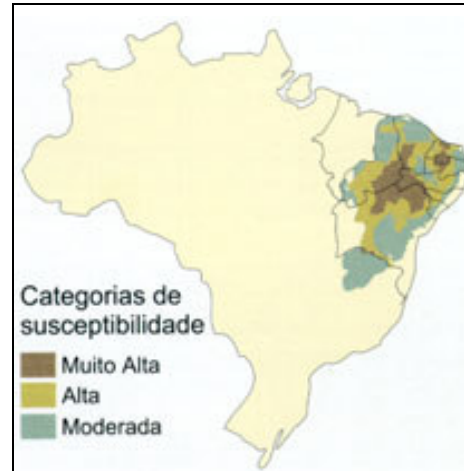 Categorias de
susceptibilidade
Muito Alta
Alta
Moderada